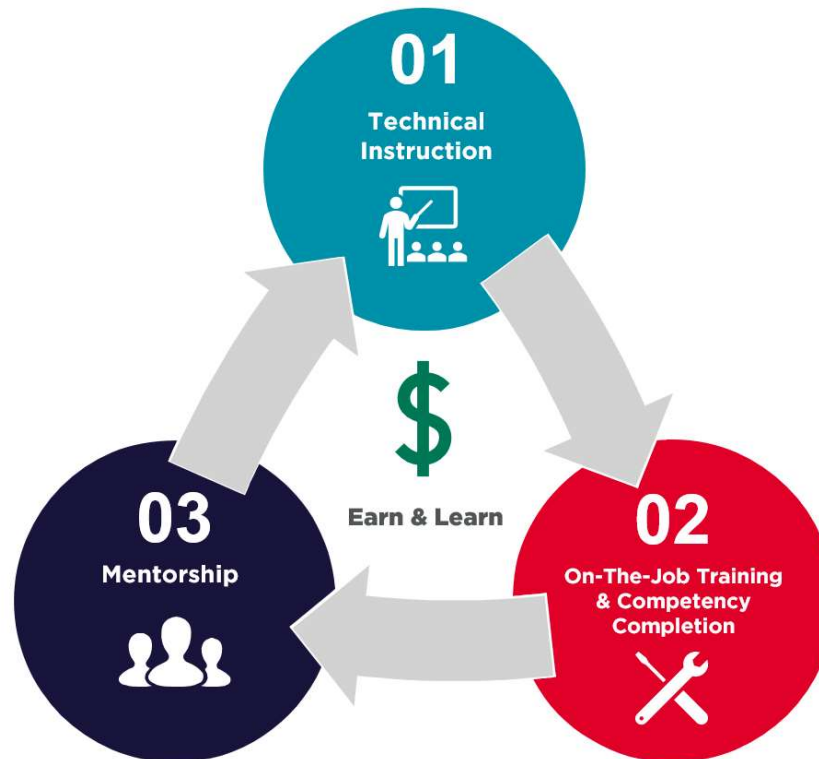 01
Technical
Instruction
$
Earn & Learn
03
Mentorship
02
On-The-Job Training
& Competency
Completion